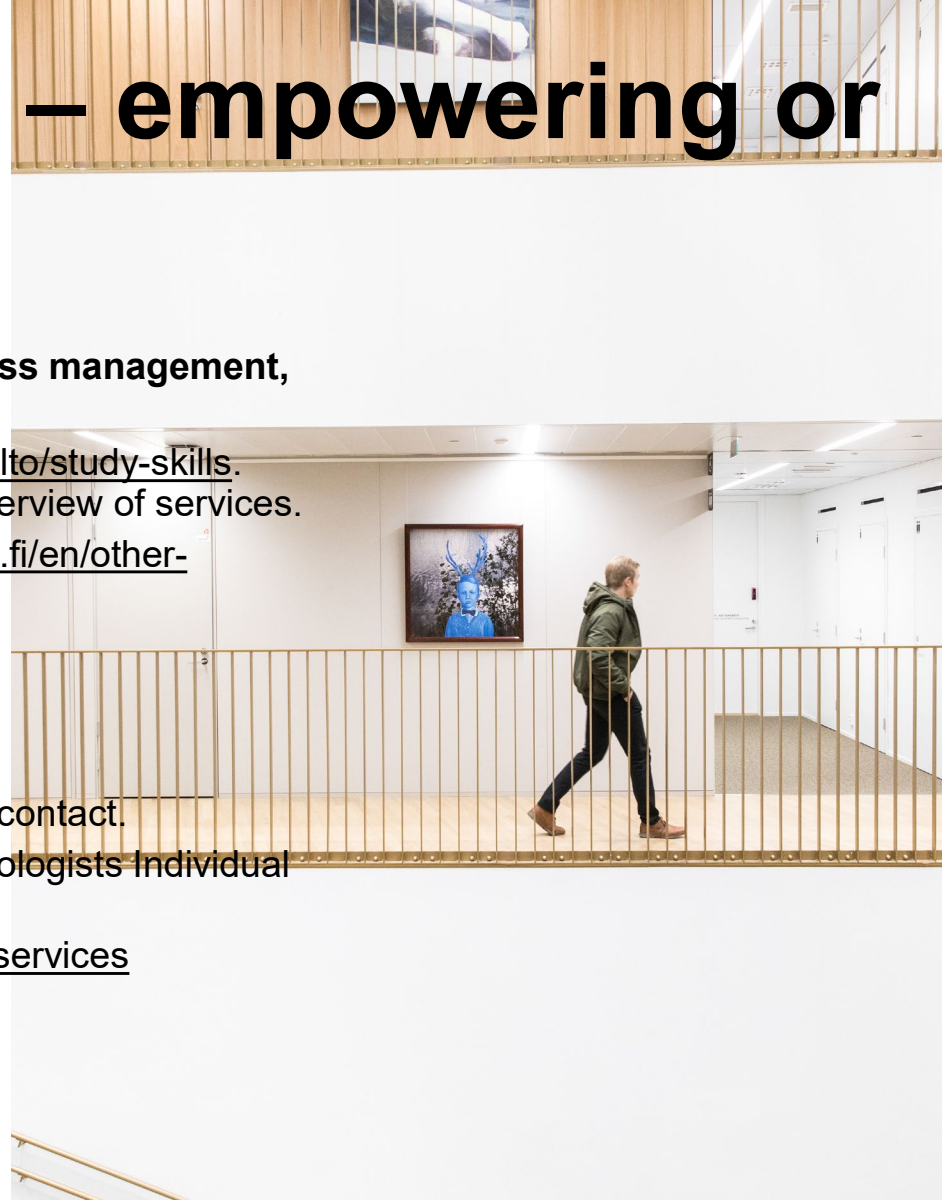 – empowering or
ss management,
lto/study-skills.
erview of services.
.fi/en/other-
contact.
ologists Individual
services